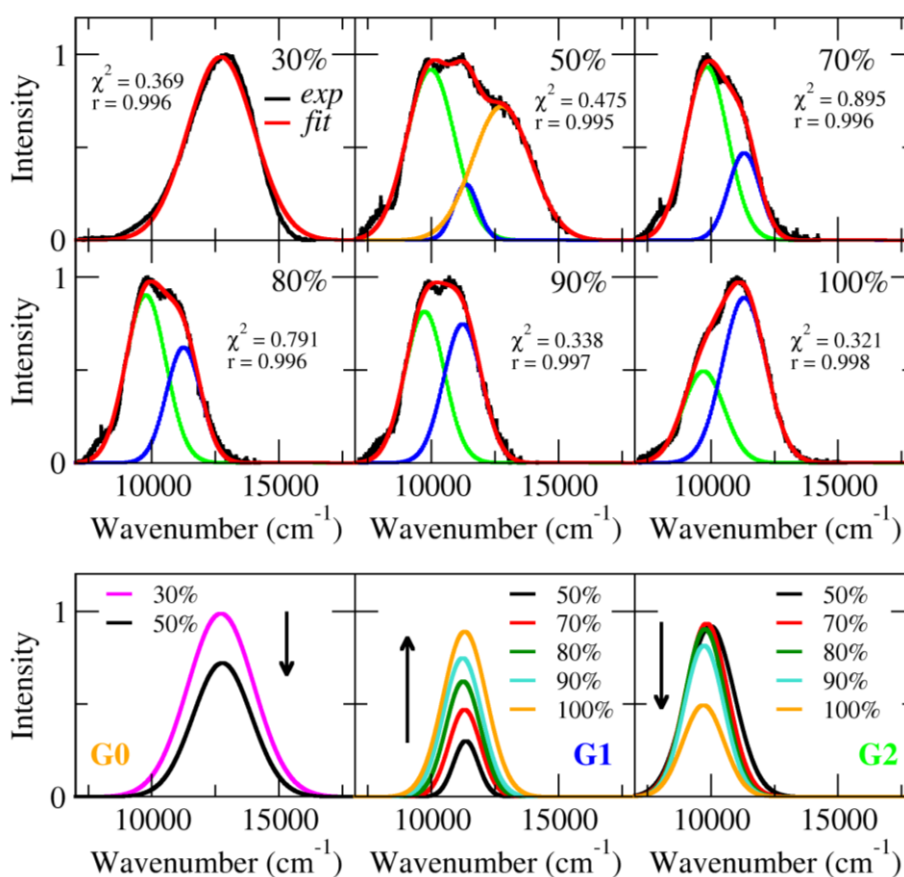 30%
χ² = 0.369
r = 0.996
exp
fit
50%
χ² = 0.475
r = 0.995
70%
χ² = 0.895
r = 0.996
Intensity
1
0
80%
χ² = 0.791
r = 0.996
90%
χ² = 0.338
r = 0.997
100%
χ² = 0.321
r = 0.998
Intensity
1
0
10000 15000 10000 15000 10000 15000
Wavenumber (cm⁻¹) Wavenumber (cm⁻¹) Wavenumber (cm⁻¹)
Intensity
1
0
30%
50%
G0
50%
70%
80%
90%
100%
G1
50%
70%
80%
90%
100%
G2
10000 15000 10000 15000 10000 15000
Wavenumber (cm⁻¹) Wavenumber (cm⁻¹) Wavenumber (cm⁻¹)